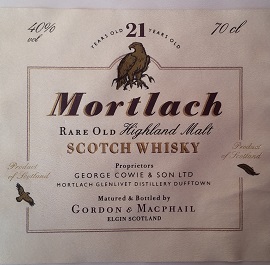 40%
vol
YEARS OLD 21 YEARS OLD
70 cl
Mortlach
RARE OLD Highland Malt
SCOTCH WHISKY
Product
of
Scotland
Product
of Scotland
Proprietors
GEORGE COWIE & SON LTD
MORTLACH GLENLIVET DISTILLERY DUFFTOWN
Matured & Bottled by
GORDON & MACPHAIL
ELGIN SCOTLAND